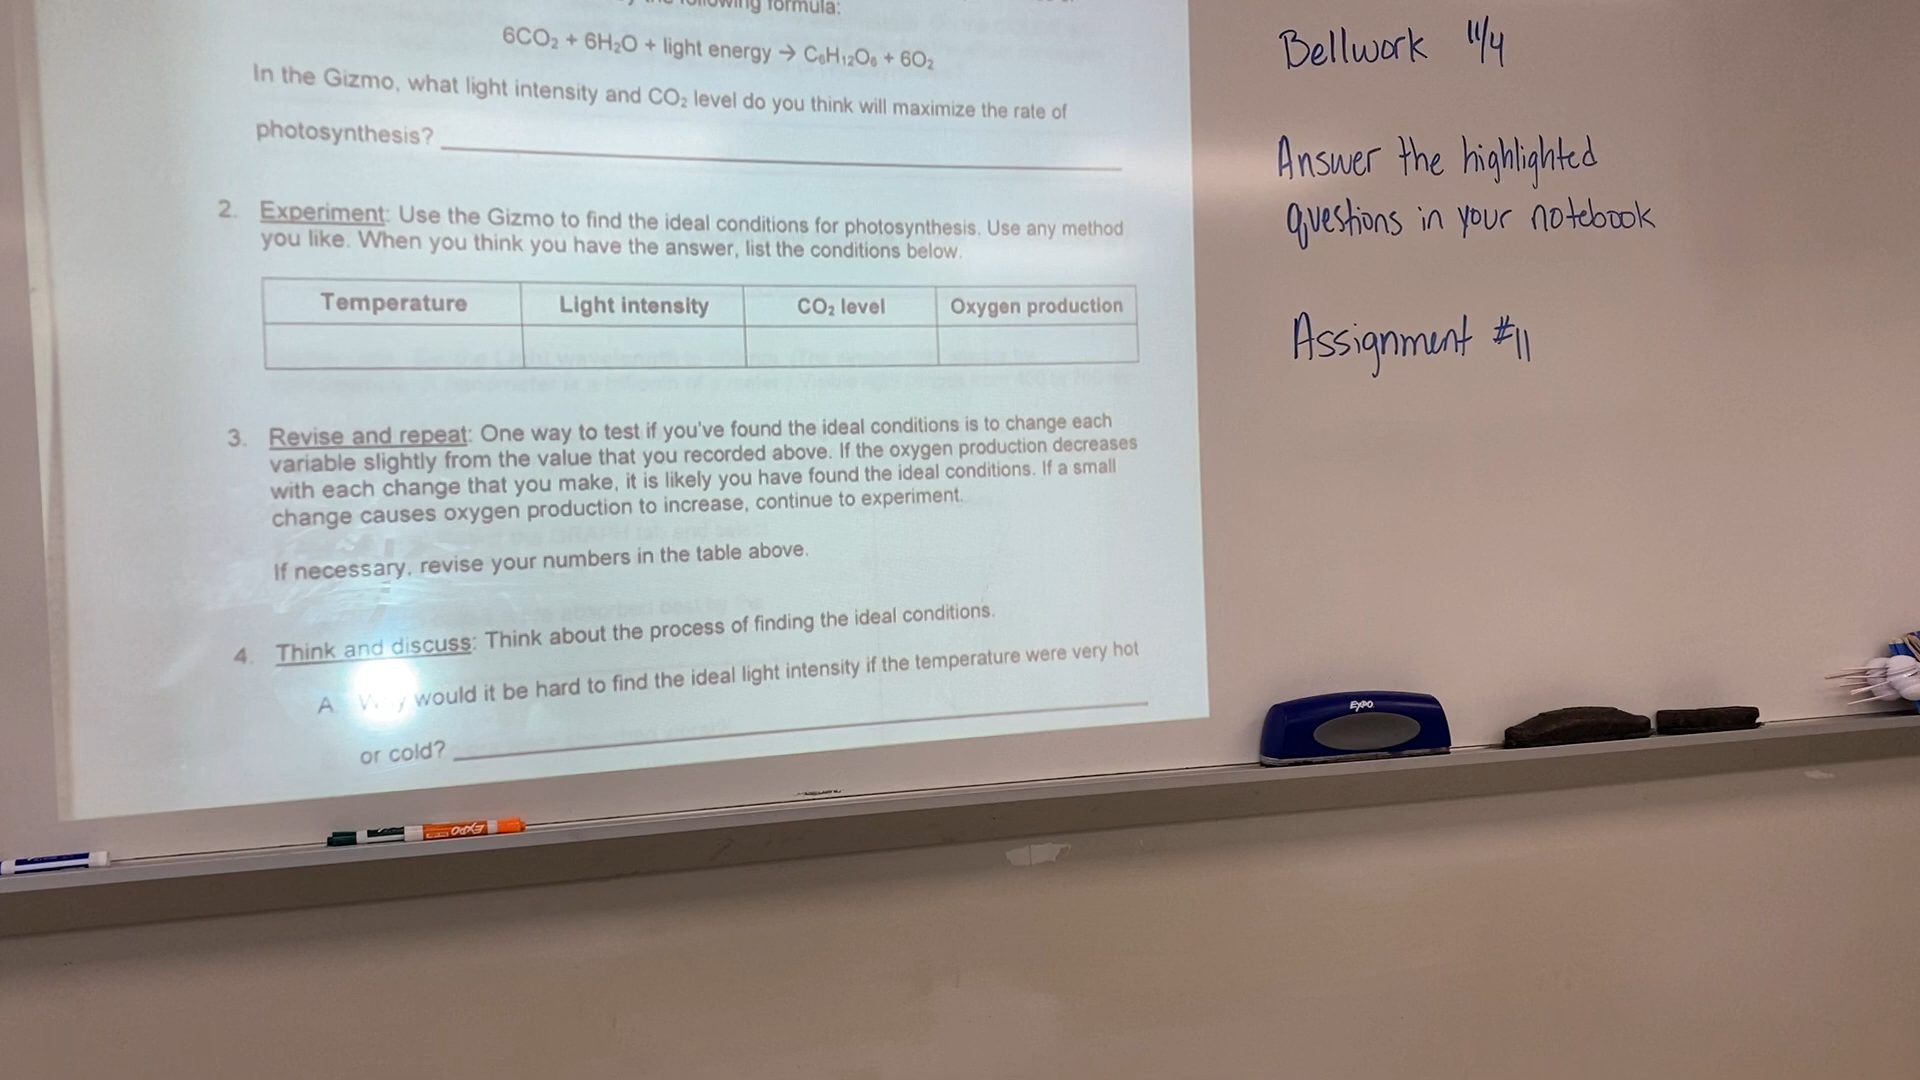 following formula:
6CO₂ + 6H₂O + light energy → C₆H₁₂O₆ + 6O₂
In the Gizmo, what light intensity and CO₂ level do you think will maximize the rate of
photosynthesis?
2. Experiment: Use the Gizmo to find the ideal conditions for photosynthesis. Use any method
you like. When you think you have the answer, list the conditions below.
Temperature Light intensity CO₂ level Oxygen production
3. Revise and repeat: One way to test if you've found the ideal conditions is to change each
variable slightly from the value that you recorded above. If the oxygen production decreases
with each change that you make, it is likely you have found the ideal conditions. If a small
change causes oxygen production to increase, continue to experiment.
If necessary, revise your numbers in the table above.
4. Think and discuss: Think about the process of finding the ideal conditions.
A. Why would it be hard to find the ideal light intensity if the temperature were very hot
or cold?
Bellwork 11/4
Answer the highlighted
questions in your notebook
Assignment #11
EXPO
EXPO